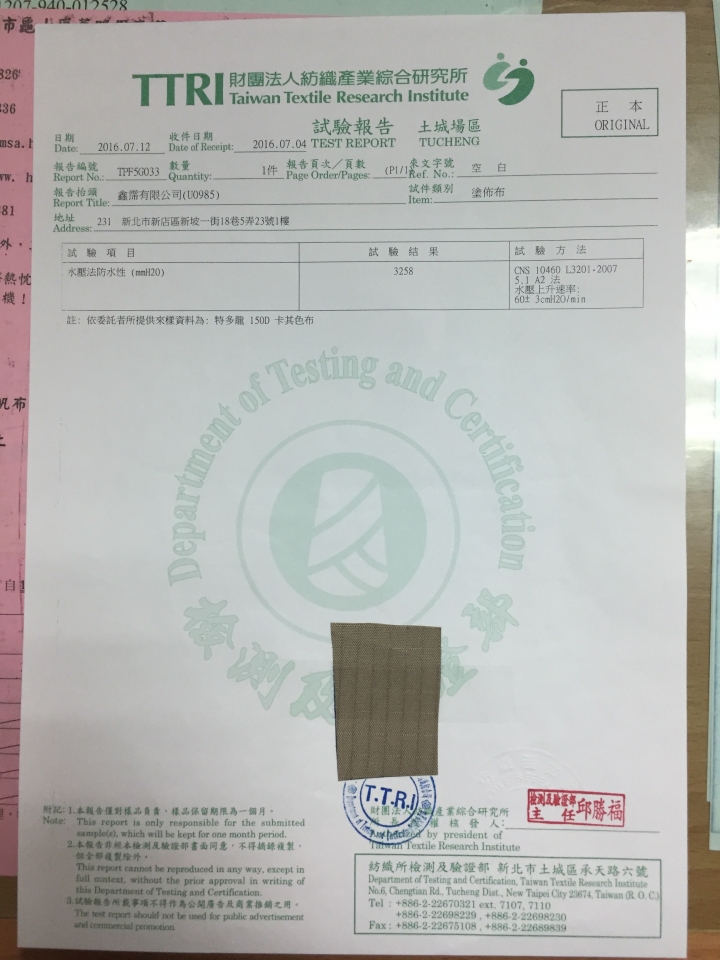 1207-940-012528
TTRI 財團法人紡織產業綜合研究所
Taiwan Textile Research Institute
正 本
ORIGINAL
試驗報告 土城場區
TEST REPORT TUCHENG
日期 Date: 2016.07.12 收件日期 Date of Receipt: 2016.07.04
報告編號 Report No.: TPF5G033 數量 Quantity: 1件 報告頁次／頁數 Page Order/Pages: (P1/1) 來文字號 Ref. No.: 空 白
報告抬頭 Report Title: 鑫霈有限公司(U0985) 試件類別 Item: 塗佈布
地址 Address: 231 新北市新店區新坡一街18巷5弄23號1樓
試 驗 項 目 試 驗 結 果 試 驗 方 法
水壓法防水性 (mmH2O) 3258 CNS 10460 L3201-2007
5.1 A2 法
水壓上升速率:
60± 3cmH2O/min
註: 依委託者所提供來樣資料為: 特多龍 150D 卡其色布
Department of Testing and Certification
附記: 1.本報告僅對樣品負責，樣品保留期限為一個月。
Note: This report is only responsible for the submitted
sample(s), which will be kept for one month period.
2.本報告非經本檢測及驗證部書面同意，不得摘錄複製，
但全部複製除外。
This report cannot be reproduced in any way, except in
full context, without the prior approval in writing of
this Department of Testing and Certification.
3.試驗報告所載事項不得作為公開廣告及商業推銷之用。
The test report should not be used for public advertisement
and commercial promotion
T.T.R.I
財團法人 產業綜合研究所
權 發 人:
by president of
Taiwan Textile Research Institute
檢測及驗證部
主 任 邱勝福
紡織所檢測及驗證部 新北市土城區承天路六號
Department of Testing and Certification, Taiwan Textile Research Institute
No.6, Chengtian Rd., Tucheng Dist., New Taipei City 23674, Taiwan (R. O. C.)
Tel : +886-2-22670321 ext. 7107, 7110
+886-2-22698229 , +886-2-22698230
Fax : +886-2-22675108 , +886-2-22689839